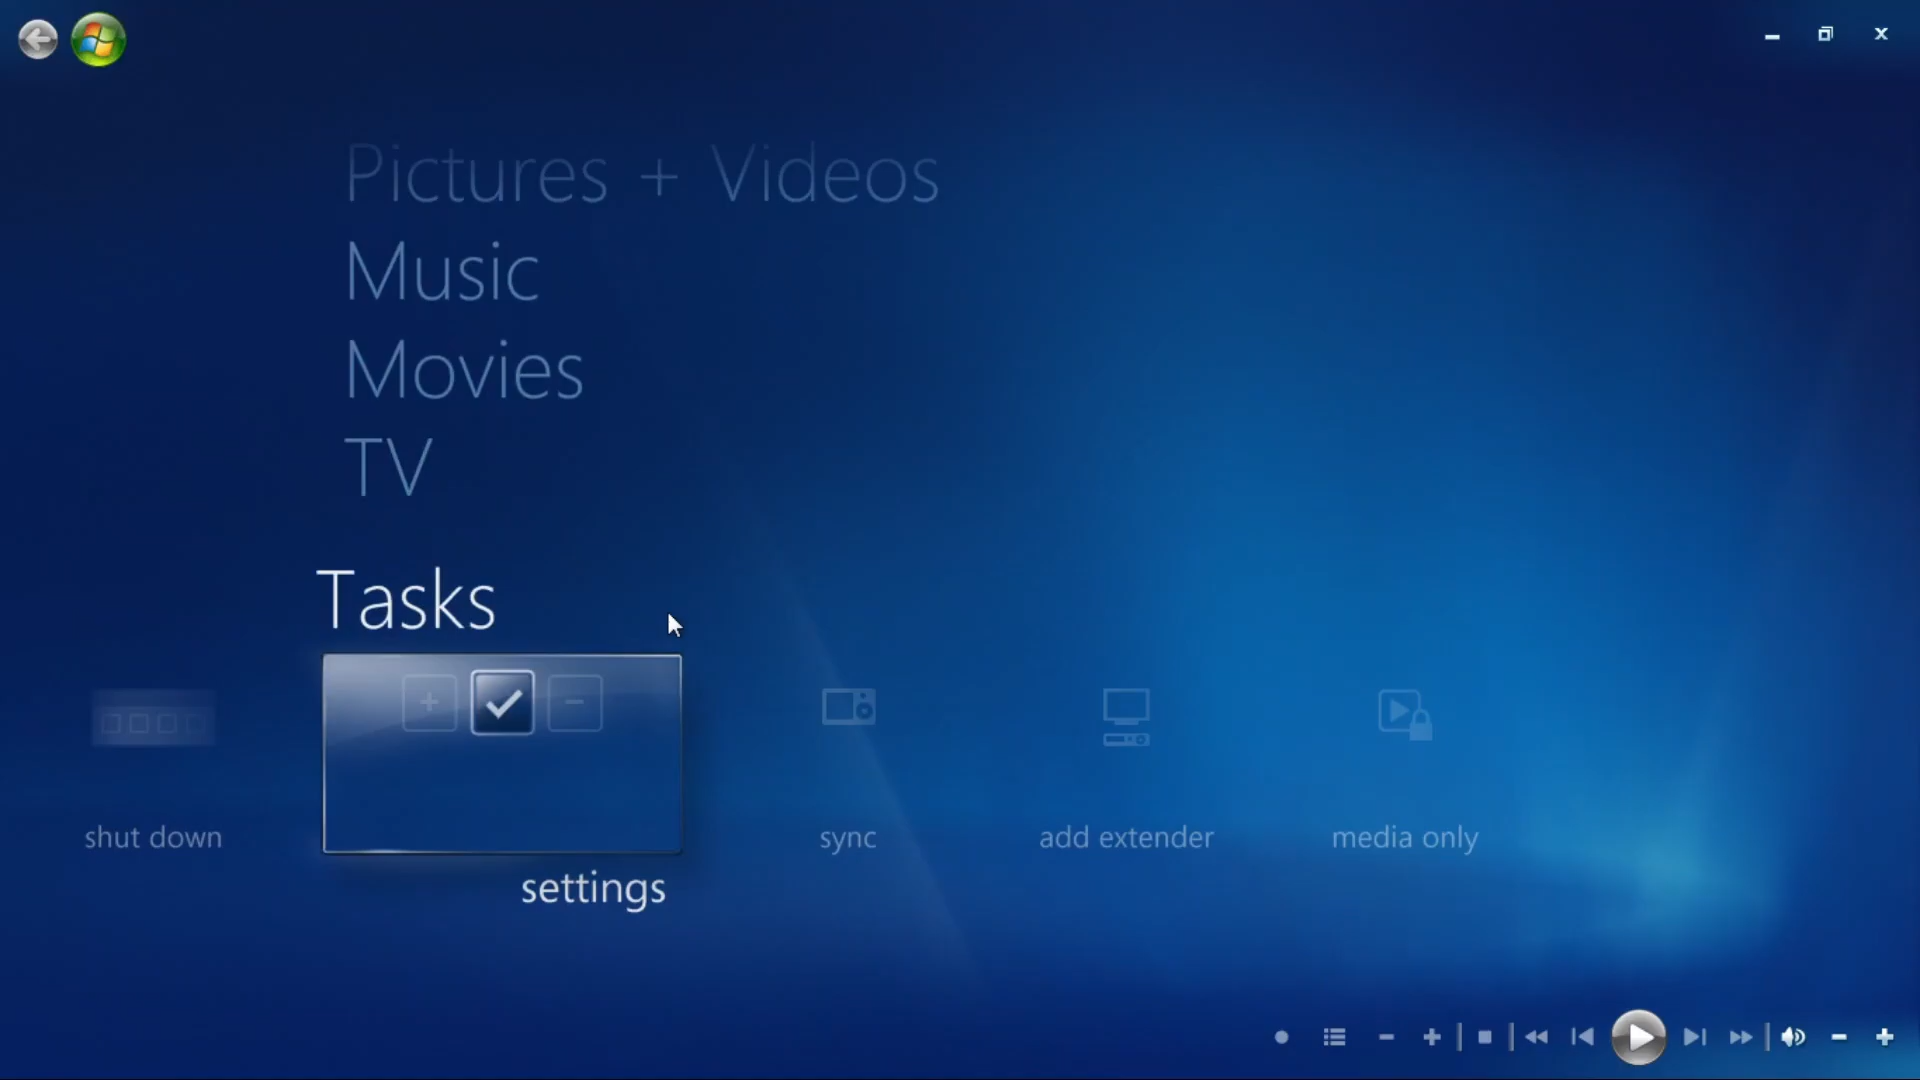 Pictures + Videos
Music
Movies
TV
Tasks
shut down
settings
sync
add extender
media only